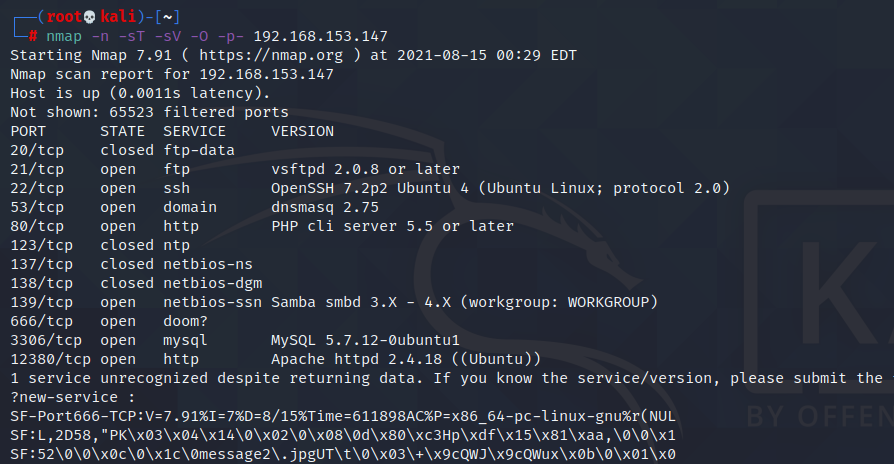 ┌──(root💀kali)-[~]
└─# nmap -n -sT -sV -O -p- 192.168.153.147
Starting Nmap 7.91 ( https://nmap.org ) at 2021-08-15 00:29 EDT
Nmap scan report for 192.168.153.147
Host is up (0.0011s latency).
Not shown: 65523 filtered ports
PORT      STATE  SERVICE     VERSION
20/tcp    closed ftp-data
21/tcp    open   ftp         vsftpd 2.0.8 or later
22/tcp    open   ssh         OpenSSH 7.2p2 Ubuntu 4 (Ubuntu Linux; protocol 2.0)
53/tcp    open   domain      dnsmasq 2.75
80/tcp    open   http        PHP cli server 5.5 or later
123/tcp   closed ntp
137/tcp   closed netbios-ns
138/tcp   closed netbios-dgm
139/tcp   open   netbios-ssn Samba smbd 3.X - 4.X (workgroup: WORKGROUP)
666/tcp   open   doom?
3306/tcp  open   mysql       MySQL 5.7.12-0ubuntu1
12380/tcp open   http        Apache httpd 2.4.18 ((Ubuntu))
1 service unrecognized despite returning data. If you know the service/version, please submit the
?new-service :
SF-Port666-TCP:V=7.91%I=7%D=8/15%Time=611898AC%P=x86_64-pc-linux-gnu%r(NUL
SF:L,2D58,"PK\x03\x04\x14\0\x02\0\x08\0d\x80\xc3Hp\xdf\x15\x81\xaa,\0\0\x1
SF:52\0\0\x0c\0\x1c\0message2\.jpgUT\t\0\x03\+\x9cQWJ\x9cQWux\x0b\0\x01\x0
KA
BY OFFEN